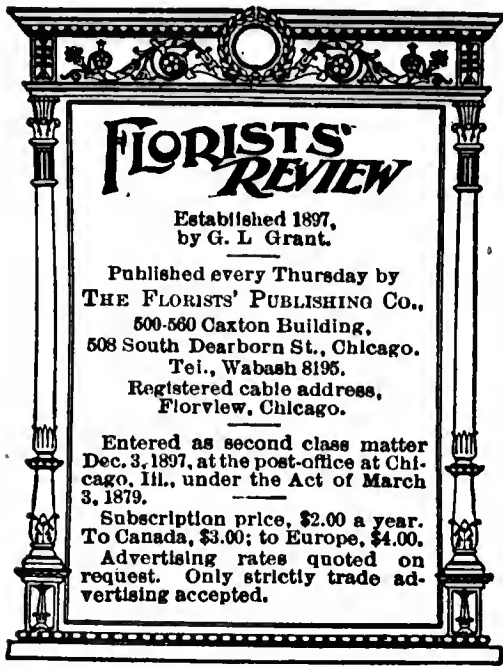 FLORISTS'
REVIEW
Established 1897,
by G. L Grant.
Published every Thursday by
THE FLORISTS' PUBLISHING CO.,
500-560 Caxton Building,
508 South Dearborn St., Chicago.
Tel., Wabash 8195.
Registered cable address,
Florview, Chicago.
Entered as second class matter
Dec. 3, 1897, at the post-office at Chi-
cago, Ill., under the Act of March
3, 1879.
Subscription price, $2.00 a year.
To Canada, $3.00; to Europe, $4.00.
Advertising rates quoted on
request. Only strictly trade ad-
vertising accepted.